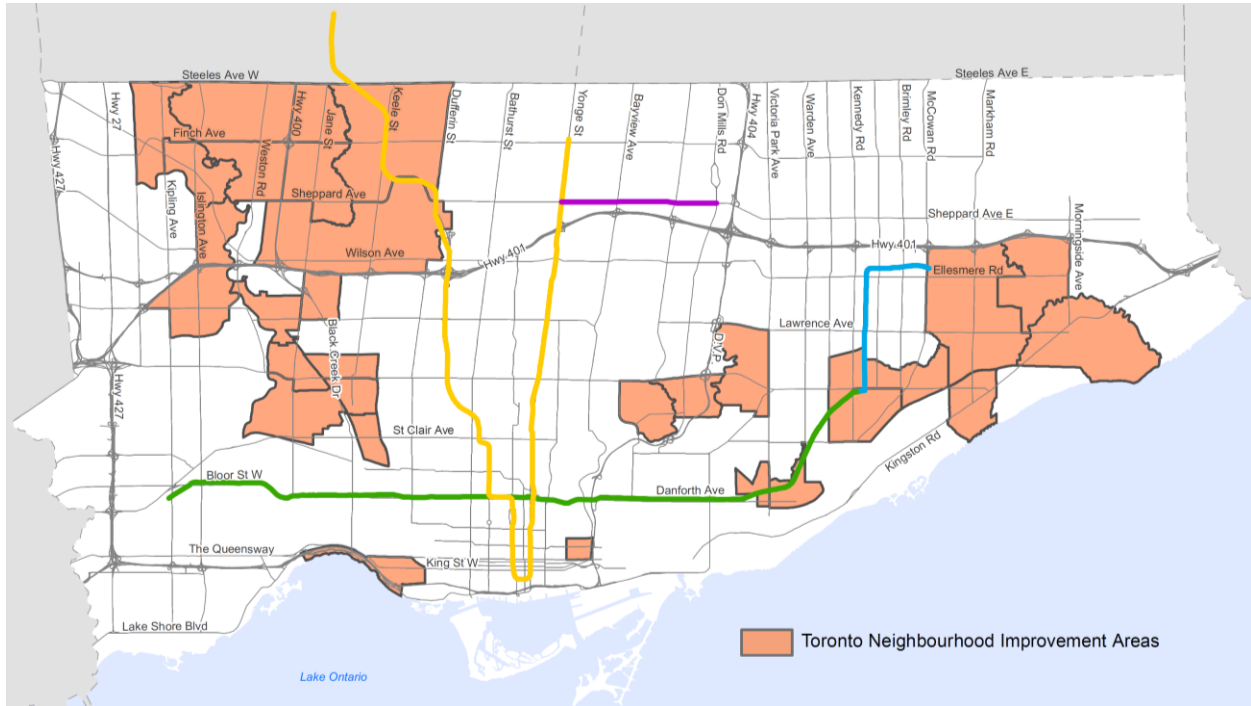 Steeles Ave W
Steeles Ave E
Hwy 27
Hwy 400
Jane St
Keele St
Dufferin St
Bathurst St
Yonge St
Bayview Ave
Don Mills Rd
Hwy 404
Victoria Park Ave
Warden Ave
Kennedy Rd
Brimley Rd
McCowan Rd
Markham Rd
Finch Ave
Hwy 427
Kipling Ave
Islington Ave
Weston Rd
Sheppard Ave
Sheppard Ave E
Morningside Ave
Wilson Ave
Hwy 401
Hwy 401
Ellesmere Rd
Lawrence Ave
D.V.P.
Black Creek Dr
Hwy 427
St Clair Ave
Kingston Rd
Bloor St W
Danforth Ave
The Queensway
King St W
Lake Shore Blvd
Toronto Neighbourhood Improvement Areas
Lake Ontario